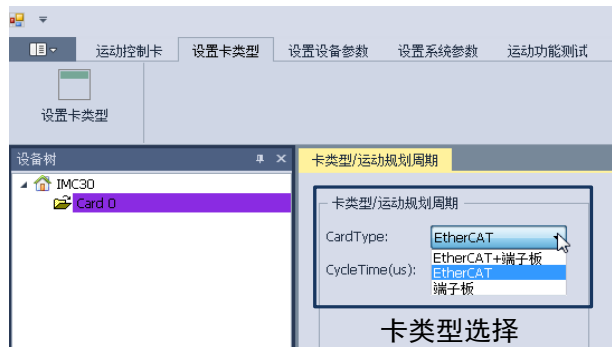 运动控制卡 设置卡类型 设置设备参数 设置系统参数 运动功能测试
设置卡类型
设备树
卡类型/运动规划周期
IMC30
Card 0
卡类型/运动规划周期
CardType: EtherCAT
EtherCAT+端子板
CycleTime(us): EtherCAT
端子板
卡类型选择